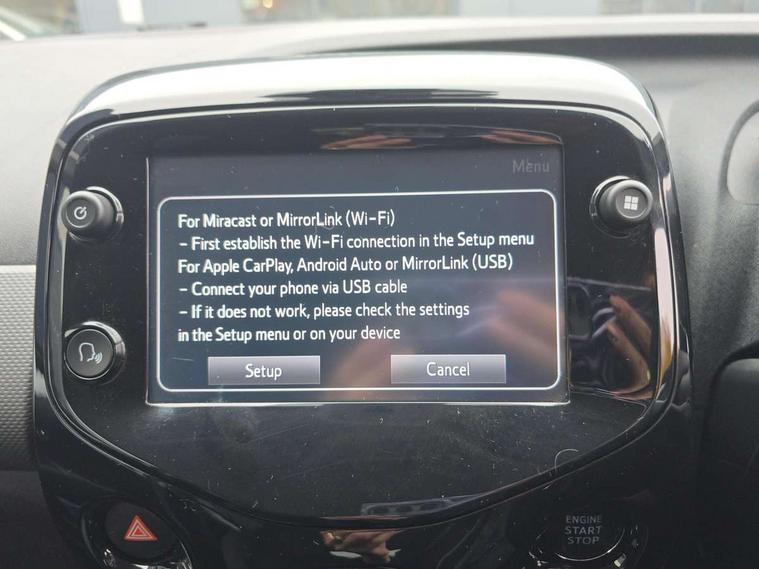 Menu
For Miracast or MirrorLink (Wi-Fi)
- First establish the Wi-Fi connection in the Setup menu
For Apple CarPlay, Android Auto or MirrorLink (USB)
- Connect your phone via USB cable
- If it does not work, please check the settings
in the Setup menu or on your device
Setup
Cancel
ENGINE
START
STOP